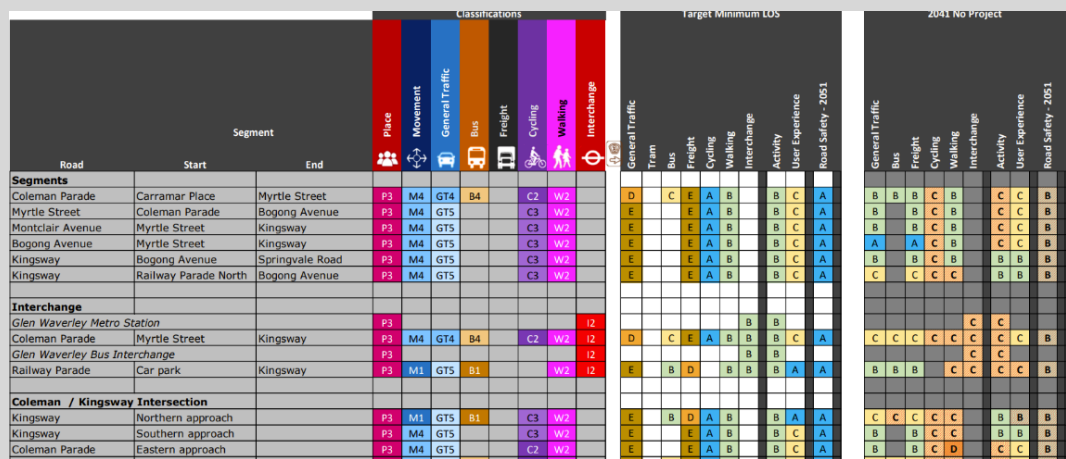 Classifications Target Minimum LOS 2041 No Project
Segment
Road Start End Place Movement General Traffic Bus Freight Cycling Walking Interchange General Traffic Tram Bus Freight Cycling Walking Interchange Activity User Experience Road Safety - 2051 General Traffic Bus Freight Cycling Walking Interchange Activity User Experience Road Safety - 2051
Segments
Coleman Parade Carramar Place Myrtle Street P3 M4 GT4 B4 C2 W2 D C E A B B C A B B B C B C C B
Myrtle Street Coleman Parade Bogong Avenue P3 M4 GT5 C3 W2 E E A B B C A B B C B C C B
Montclair Avenue Myrtle Street Kingsway P3 M4 GT5 C3 W2 E E A B B C A B B C B C C B
Bogong Avenue Myrtle Street Kingsway P3 M4 GT5 C3 W2 E E A B B C A A A C B C C B
Kingsway Bogong Avenue Springvale Road P3 M4 GT5 C3 W2 E E A B B C A B B C B B B B
Kingsway Railway Parade North Bogong Avenue P3 M4 GT5 C3 W2 E E A B B C A C C C C B B B
Interchange
Glen Waverley Metro Station P3 I2 B B C C
Coleman Parade Myrtle Street Kingsway P3 M4 GT4 B4 C2 W2 I2 D C E A B B C A C C C C C C C B
Glen Waverley Bus Interchange P3 I2 B B C C
Railway Parade Car park Kingsway P3 M1 GT5 B1 W2 I2 E B D B B B A A C B B C C C C B
Coleman / Kingsway Intersection
Kingsway Northern approach P3 M1 GT5 B1 C3 W2 E B D A B B A A C C C C C B B B
Kingsway Southern approach P3 M4 GT5 C3 W2 E E A B B C A B B C C B B B
Coleman Parade Eastern approach P3 M4 GT5 C2 W2 E E A B B C A B B C D C C B